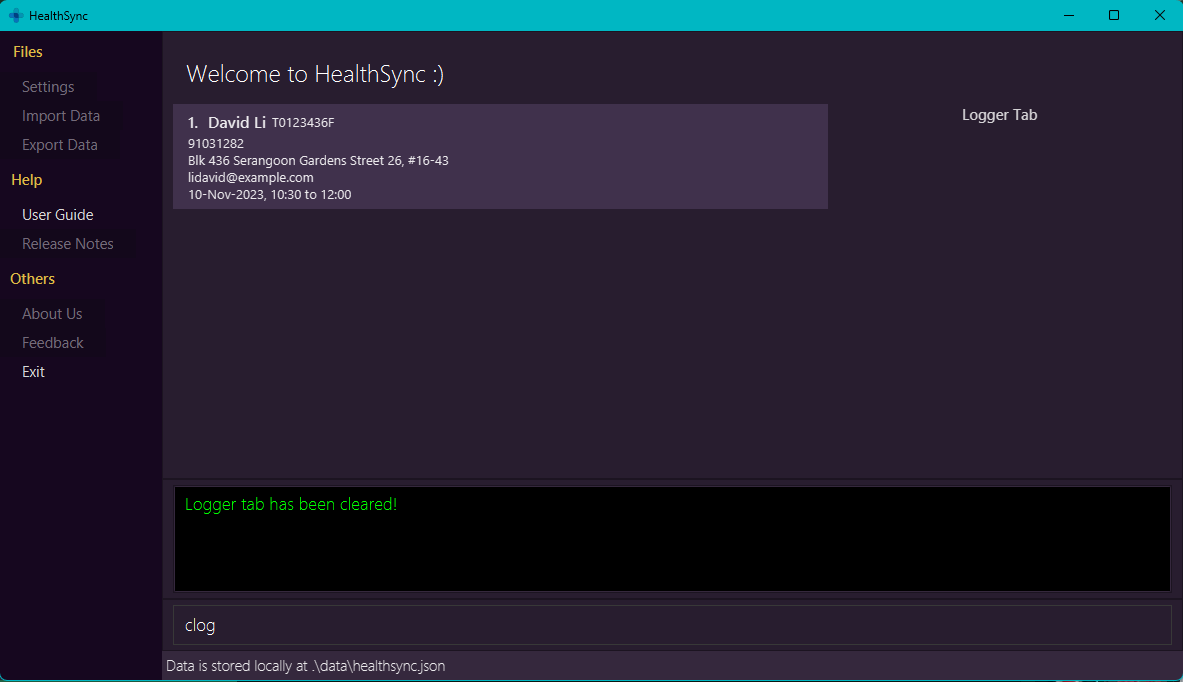 HealthSync
Files
Settings
Import Data
Export Data
Help
User Guide
Release Notes
Others
About Us
Feedback
Exit
Welcome to HealthSync :)
1. David Li T0123436F
91031282
Blk 436 Serangoon Gardens Street 26, #16-43
lidavid@example.com
10-Nov-2023, 10:30 to 12:00
Logger Tab
Logger tab has been cleared!
clog
Data is stored locally at .\data\healthsync.json